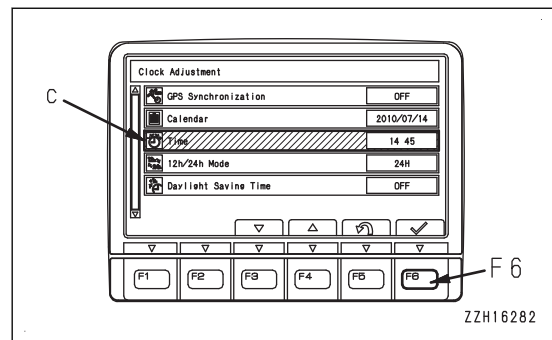 Clock Adjustment
GPS Synchronization OFF
Calendar 2010/07/14
C
Time 14 45
12h/24h Mode 24H
Daylight Saving Time OFF
F1 F2 F3 F4 F5 F6
F6
ZZH16282